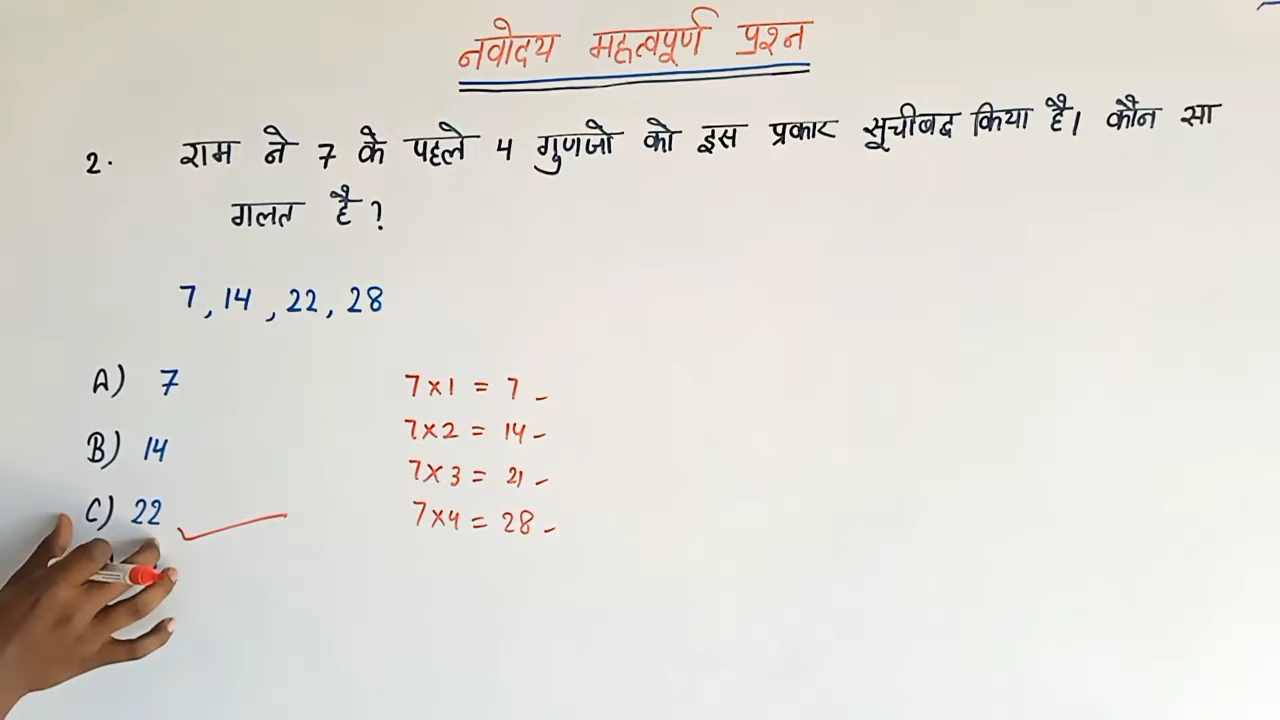 नवोदय महत्वपूर्ण प्रश्न
2. राम ने 7 के पहले 4 गुणजो को इस प्रकार सूचीबद्ध किया है। कौन सा
गलत है?
7, 14, 22, 28
A) 7
B) 14
C) 22
7×1 = 7 -
7×2 = 14 -
7×3 = 21 -
7×4 = 28 -